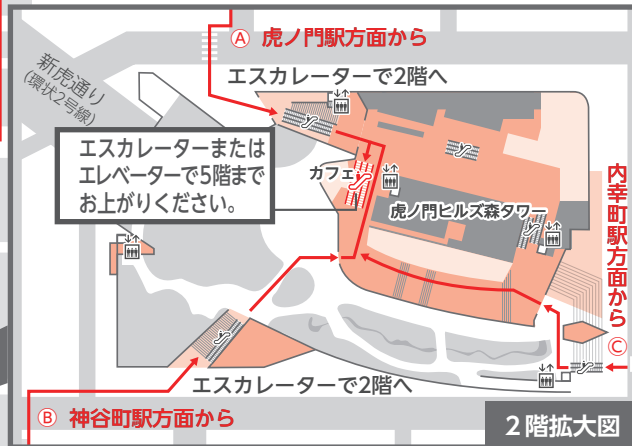 Ⓐ 虎ノ門駅方面から
新虎通り
(環状2号線)
エスカレーターで2階へ
エスカレーターまたは
エレベーターで5階まで
お上がりください。
カフェ
虎ノ門ヒルズ森タワー
内幸町駅方面から Ⓒ
エスカレーターで2階へ
Ⓑ 神谷町駅方面から
２階拡大図